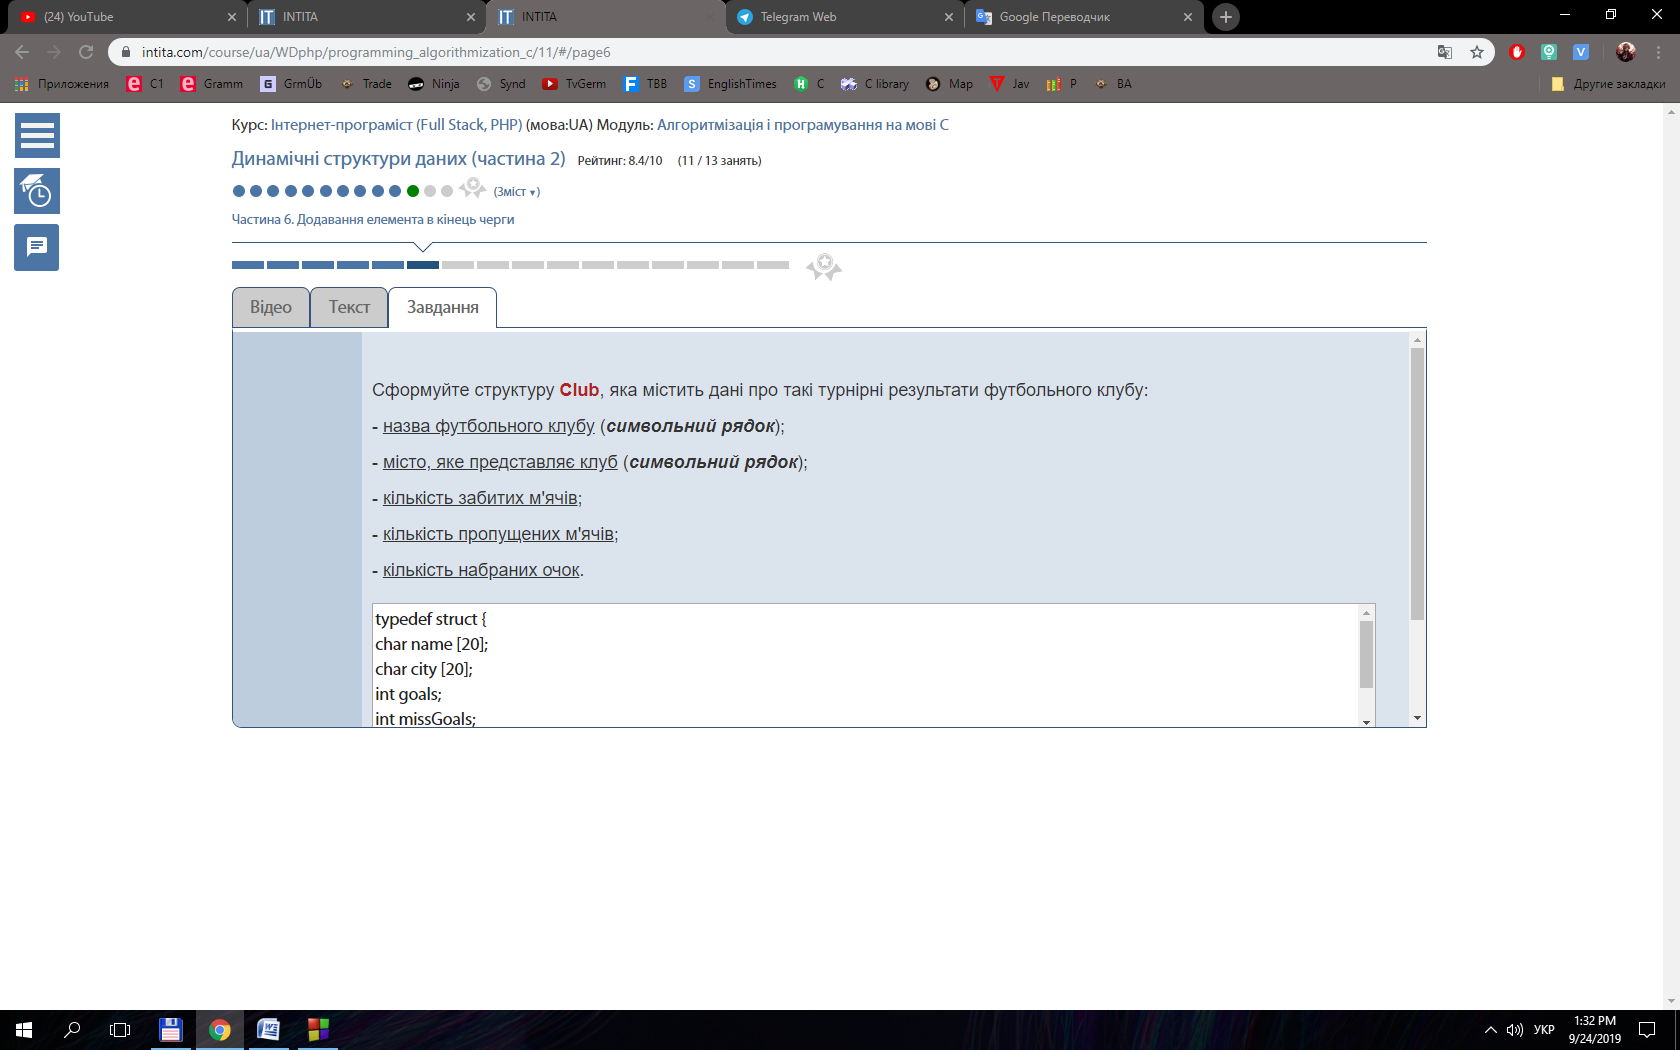 (24) YouTube
INTITA
INTITA
Telegram Web
Google Переводчик
intita.com/course/ua/WDphp/programming_algorithmization_c/11/#/page6
Приложения
C1
Gramm
GrmÜb
Trade
Ninja
Synd
TvGerm
TBB
EnglishTimes
C
C library
Map
Jav
P
BA
Другие закладки
Курс: Інтернет-програміст (Full Stack, PHP) (мова:UA) Модуль: Алгоритмізація і програмування на мові C
Динамічні структури даних (частина 2) Рейтинг: 8.4/10 (11 / 13 занять)
(Зміст ▾)
Частина 6. Додавання елемента в кінець черги
Відео
Текст
Завдання
Сформуйте структуру Club, яка містить дані про такі турнірні результати футбольного клубу:
- назва футбольного клубу (символьний рядок);
- місто, яке представляє клуб (символьний рядок);
- кількість забитих м'ячів;
- кількість пропущених м'ячів;
- кількість набраних очок.
typedef struct {
char name [20];
char city [20];
int goals;
int missGoals;
УКР
1:32 PM
9/24/2019